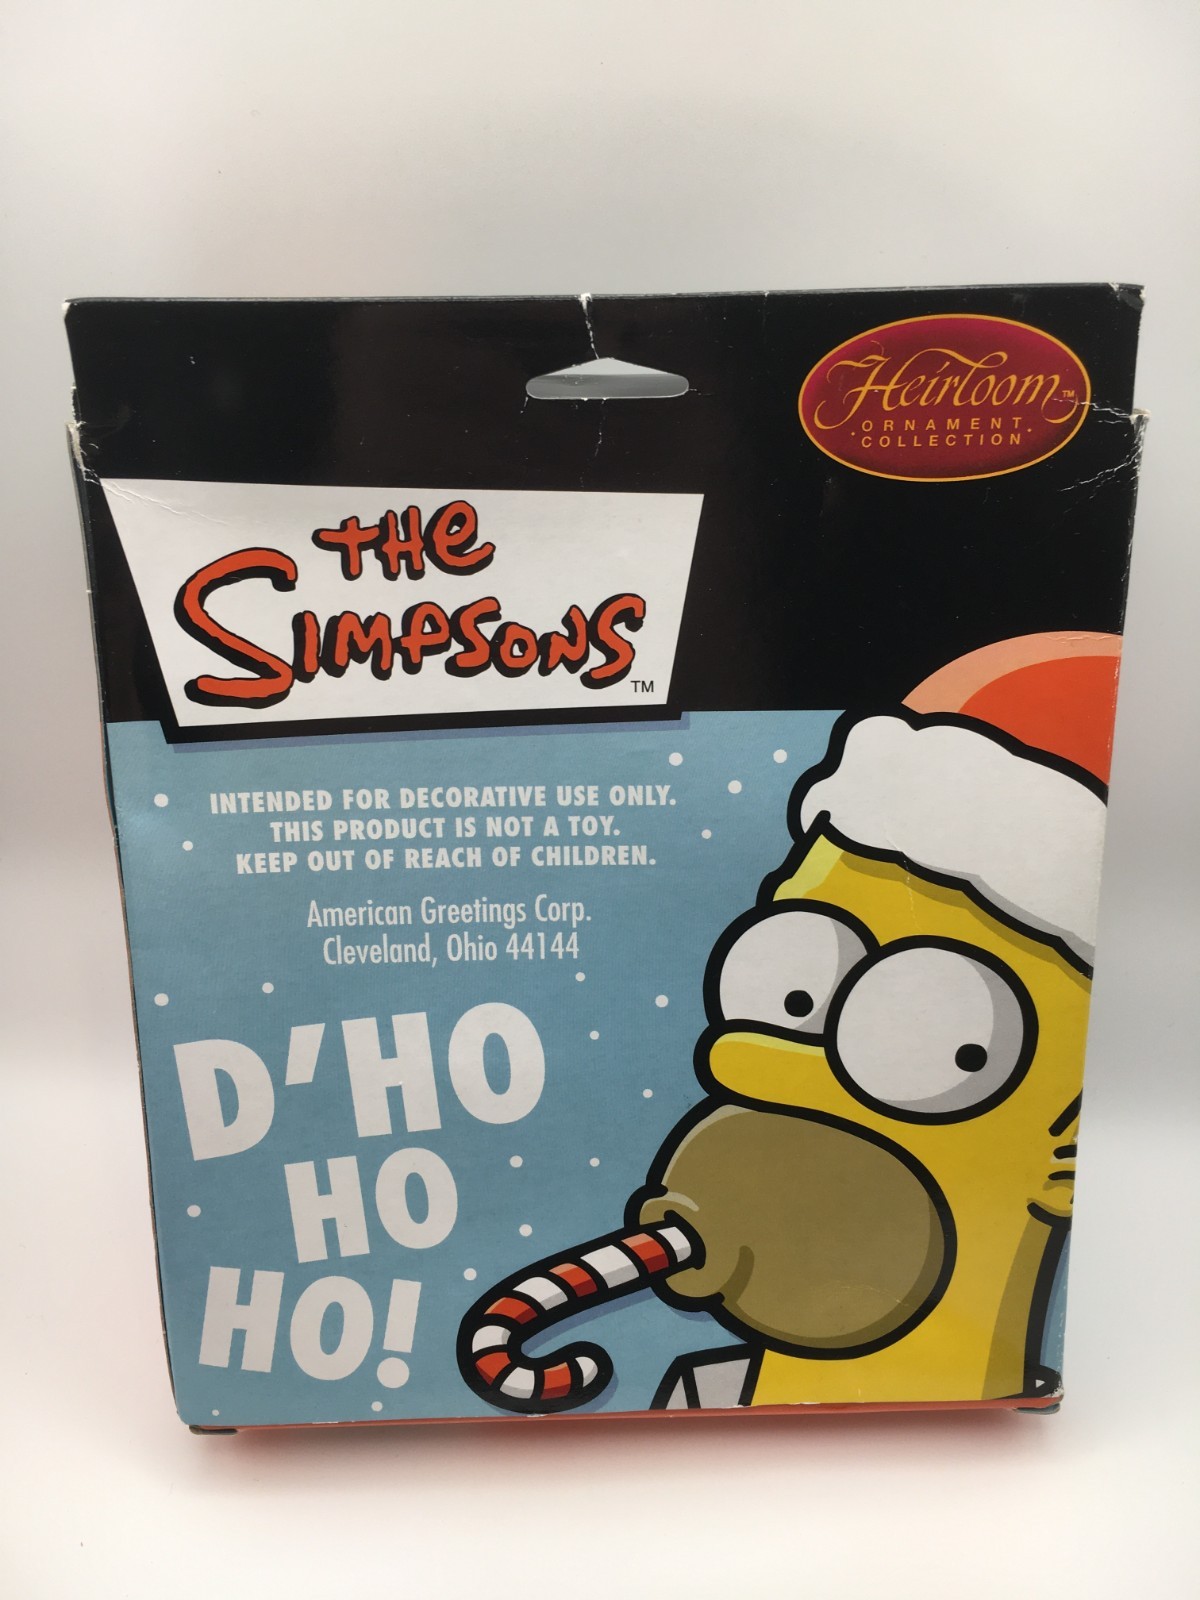 Heirloom™
ORNAMENT
COLLECTION
THE
SIMPSONS
TM
INTENDED FOR DECORATIVE USE ONLY.
THIS PRODUCT IS NOT A TOY.
KEEP OUT OF REACH OF CHILDREN.
American Greetings Corp.
Cleveland, Ohio 44144
D'HO
HO
HO!